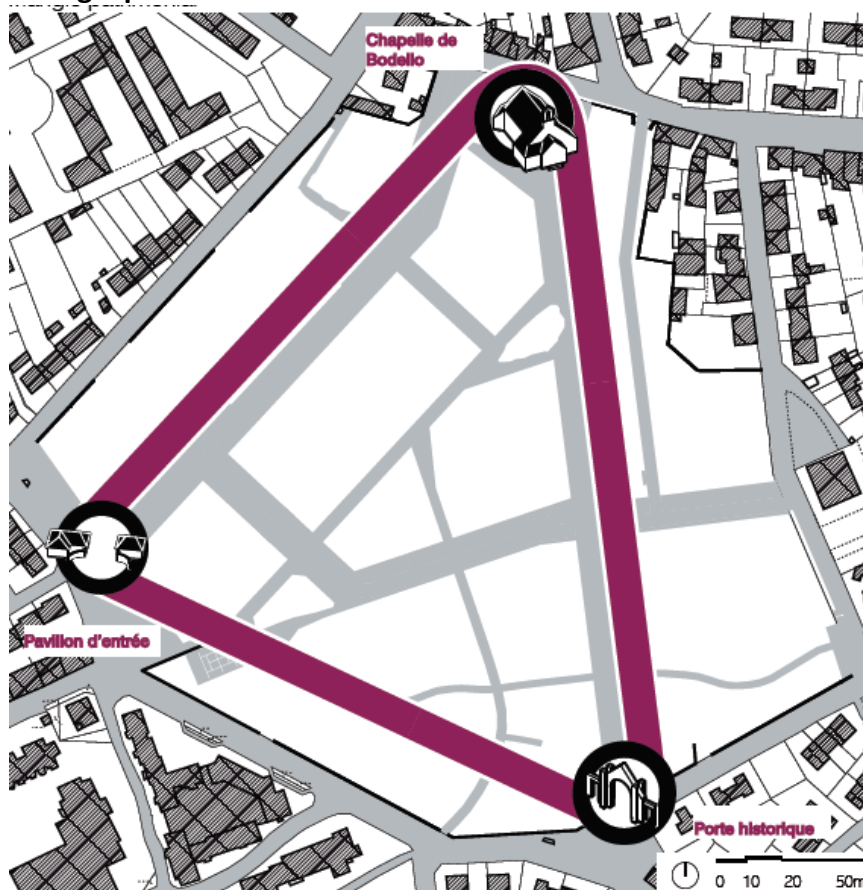 Chapelle de
Bodello
Pavillon d'entrée
Porte historique
0 10 20 50m